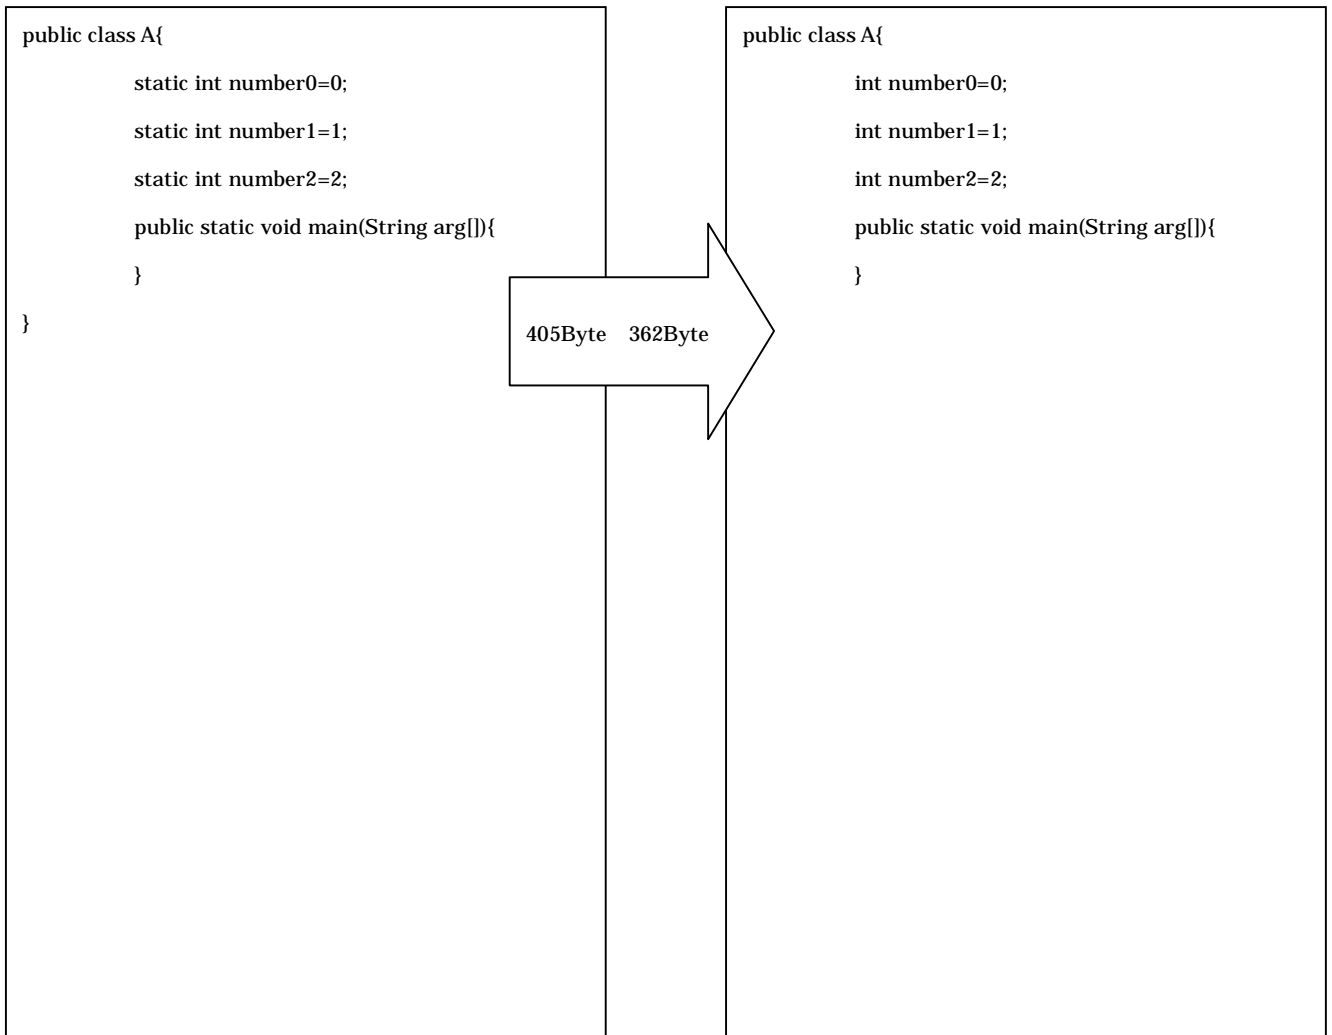 public class A{
static int number0=0;
static int number1=1;
static int number2=2;
public static void main(String arg[]){
}
}
405Byte 362Byte
public class A{
int number0=0;
int number1=1;
int number2=2;
public static void main(String arg[]){
}